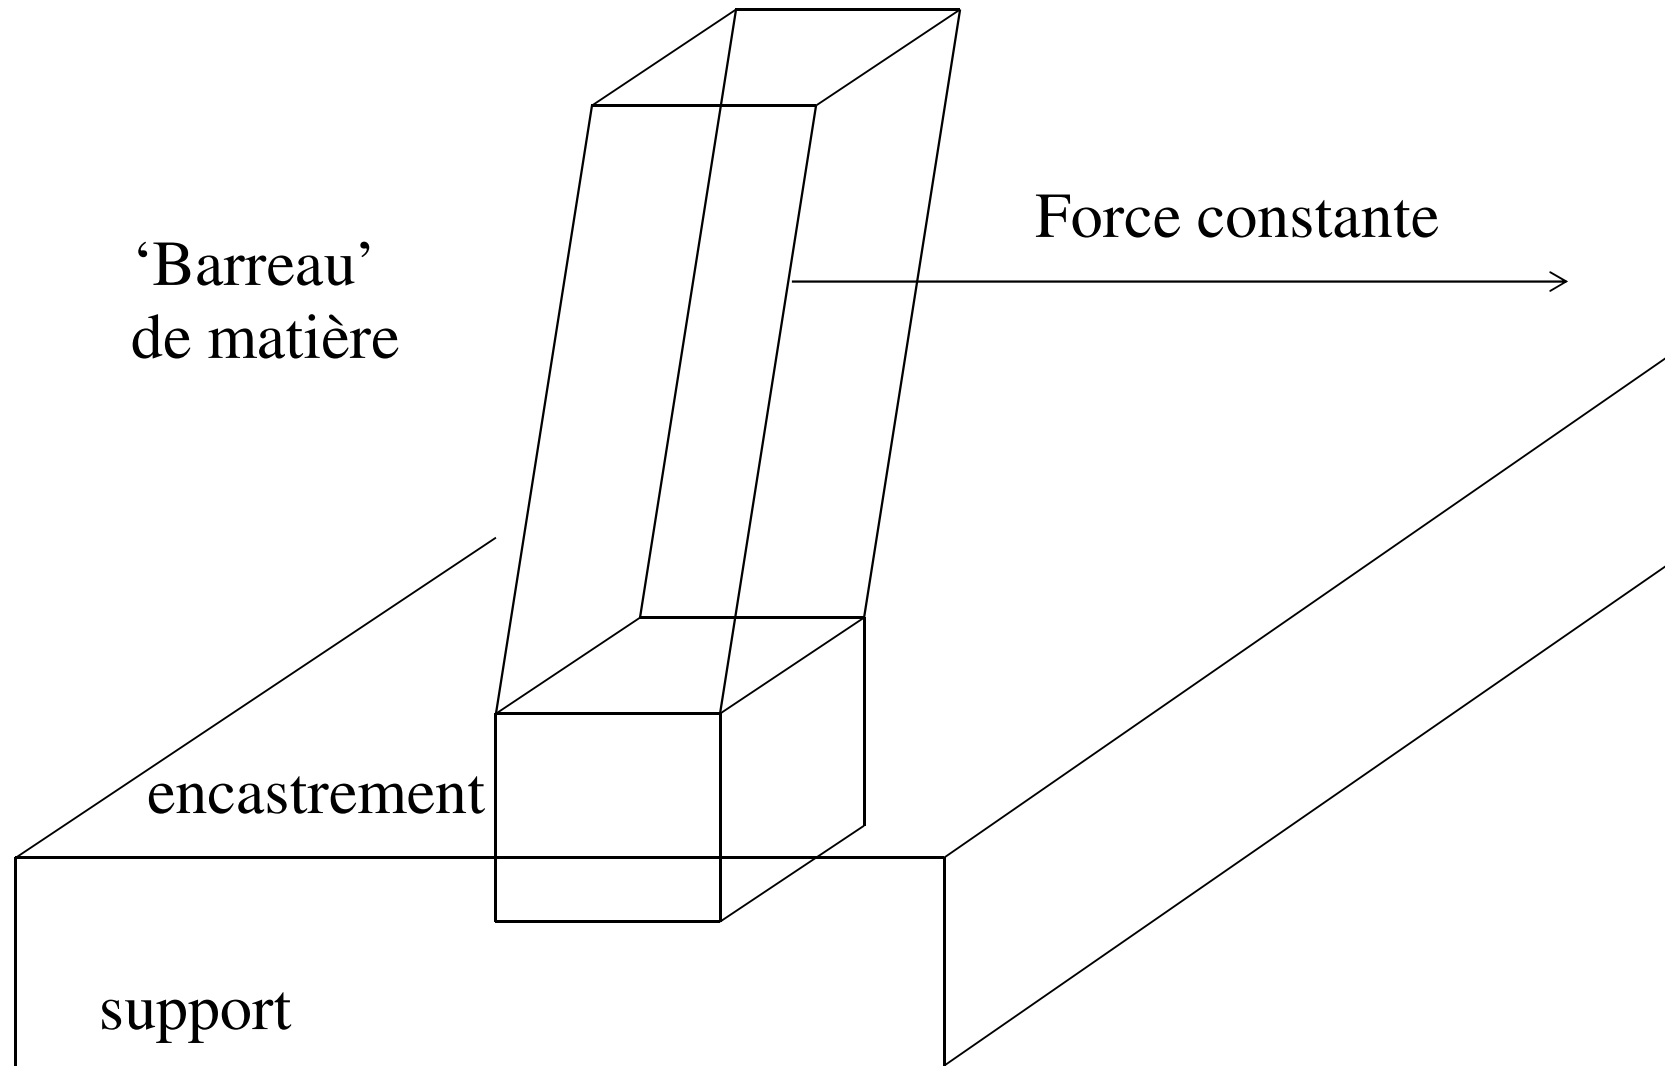 Force constante
‘Barreau’
de matière
encastrement
support